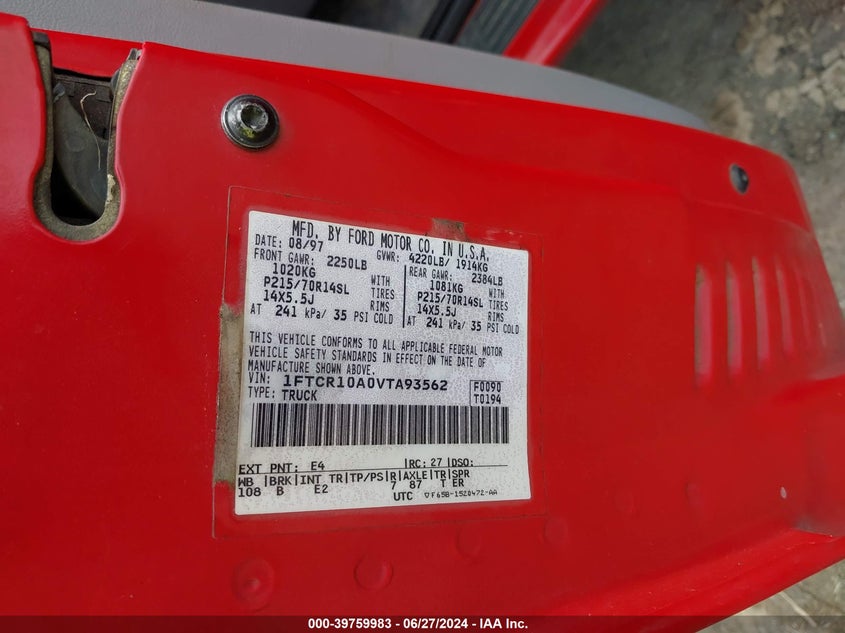 MFD. BY FORD MOTOR CO. IN U.S.A.
DATE: 08/97 GVWR: 4220LB/ 1914KG
FRONT GAWR: 2250LB REAR GAWR: 2384LB
1020KG WITH 1081KG WITH
P215/70R14SL TIRES P215/70R14SL TIRES
14X5.5J RIMS 14X5.5J RIMS
AT 241 kPa/ 35 PSI COLD AT 241 kPa/ 35 PSI COLD
THIS VEHICLE CONFORMS TO ALL APPLICABLE FEDERAL MOTOR
VEHICLE SAFETY STANDARDS IN EFFECT ON THE DATE OF
MANUFACTURE SHOWN ABOVE.
VIN: 1FTCR10A0VTA93562 F0090
TYPE: TRUCK T0194
EXT PNT: E4 |RC: 27 |DSO:
WB |BRK|INT TR|TP/PS|R|AXLE|TR|SPR
108 B E2 7 87 T ER
UTC ▽F65B-1520472-AA
000-39759983 - 06/27/2024 - IAA Inc.